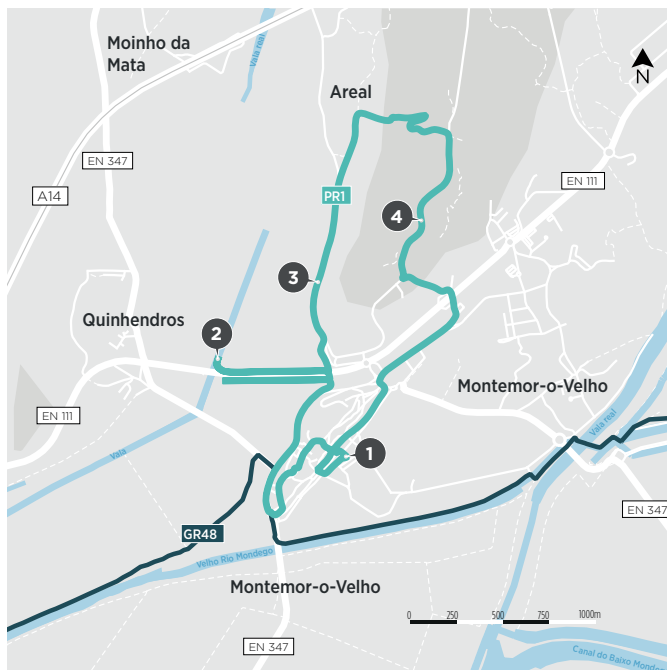 Moinho da
Mata
Vala real
N
Areal
EN 347
EN 111
A14
PR1
4
3
Quinhendros
2
Montemor-o-Velho
EN 111
Vala real
Vala
1
EN 347
GR48
Velho Rio Mondego
Montemor-o-Velho
0 250 500 750 1000m
EN 347
Canal do Baixo Mondego